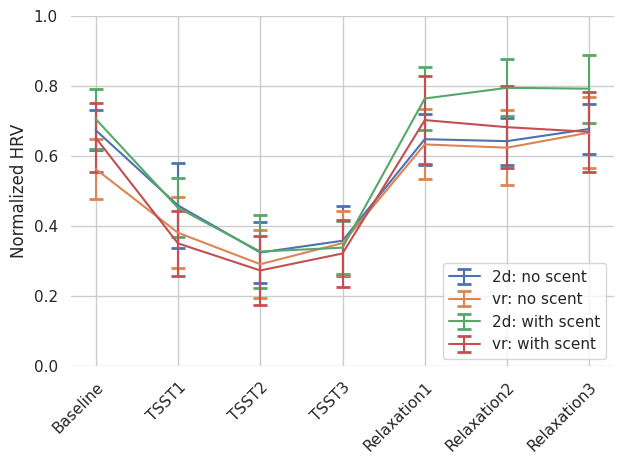 1.0
0.8
0.6
0.4
0.2
0.0
Normalized HRV
Baseline
TSST1
TSST2
TSST3
Relaxation1
Relaxation2
Relaxation3
2d: no scent
vr: no scent
2d: with scent
vr: with scent